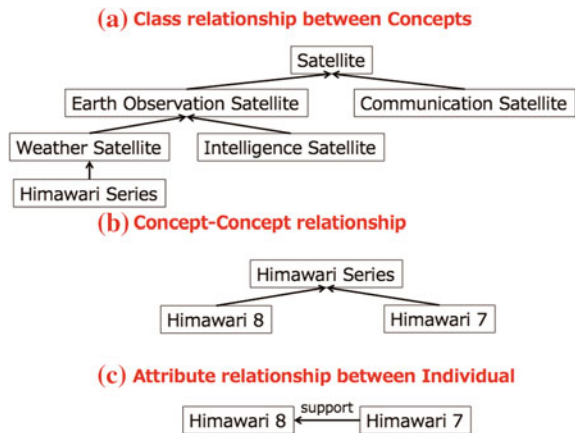 (a) Class relationship between Concepts
Satellite
Earth Observation Satellite
Communication Satellite
Weather Satellite
Intelligence Satellite
Himawari Series
(b) Concept-Concept relationship
Himawari Series
Himawari 8
Himawari 7
(c) Attribute relationship between Individual
Himawari 8
support
Himawari 7